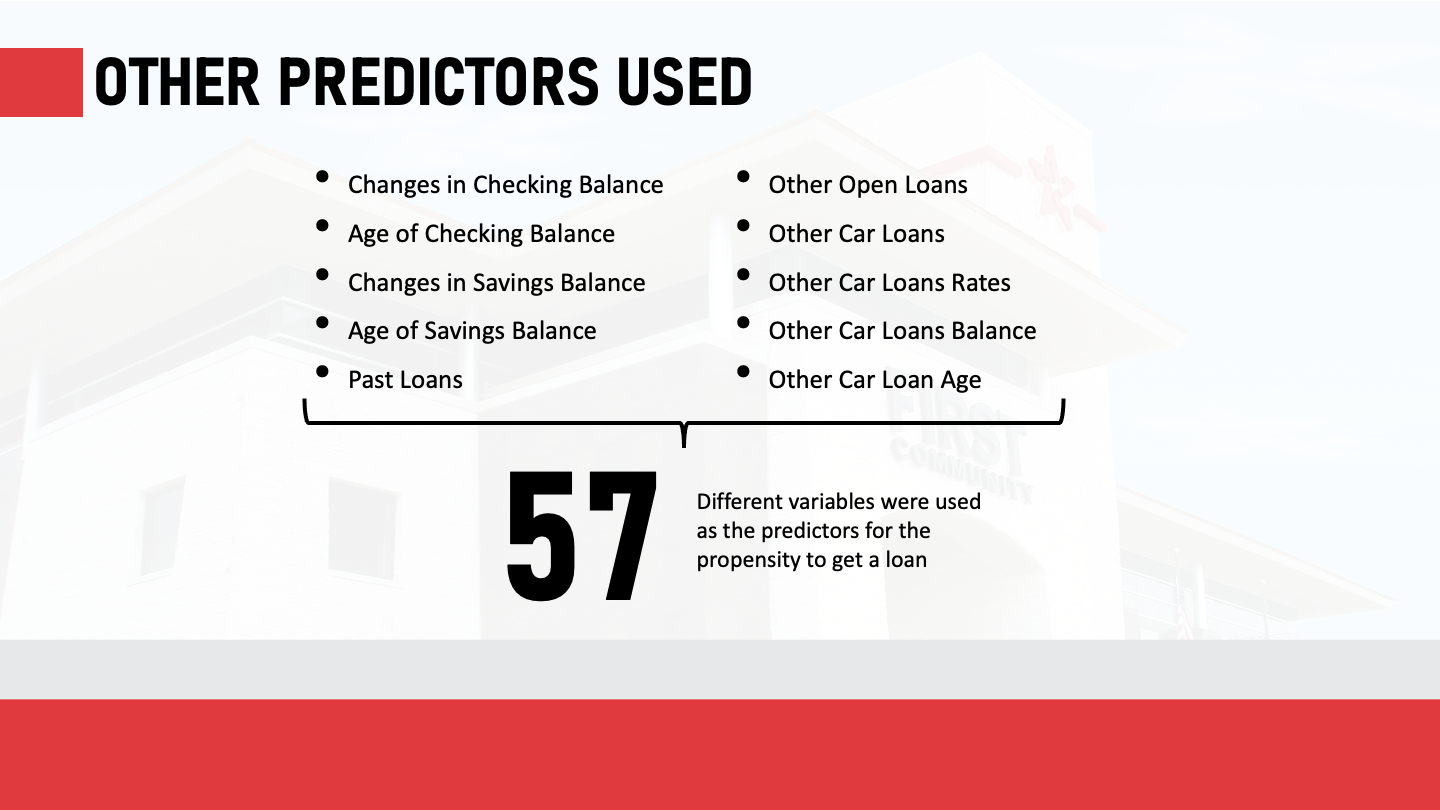 OTHER PREDICTORS USED
• Changes in Checking Balance
• Age of Checking Balance
• Changes in Savings Balance
• Age of Savings Balance
• Past Loans
• Other Open Loans
• Other Car Loans
• Other Car Loans Rates
• Other Car Loans Balance
• Other Car Loan Age
FIRST
COMMUNITY
57
Different variables were used
as the predictors for the
propensity to get a loan